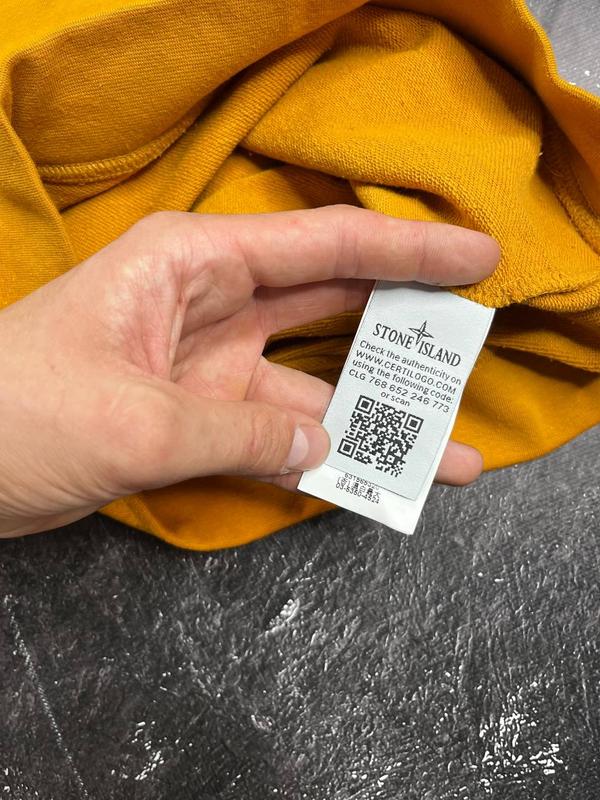 STONE ISLAND
Check the authenticity on
WWW.CERTILOGO.COM
using the following code:
CLG 768 652 246 773
or scan